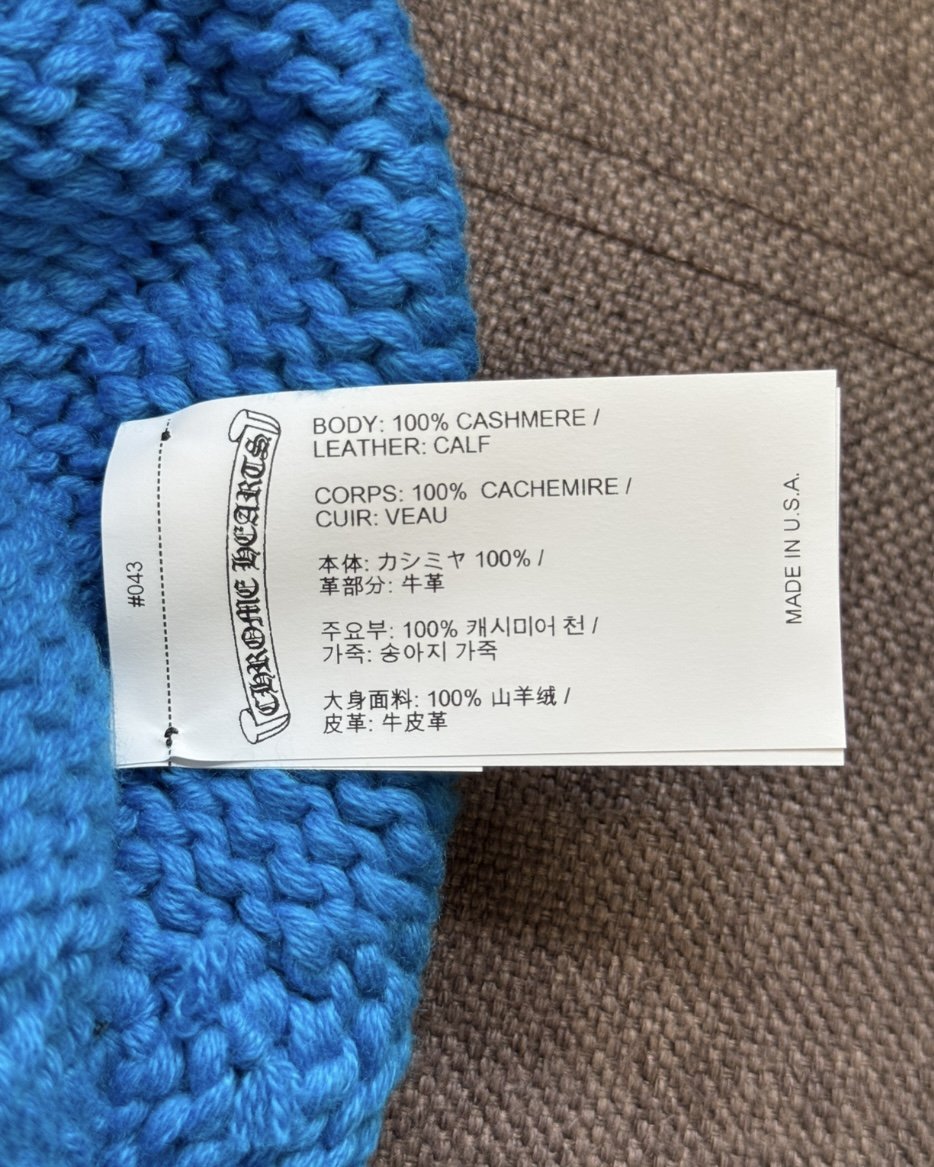 #043
CHROME HEARTS
BODY: 100% CASHMERE /
LEATHER: CALF
CORPS: 100% CACHEMIRE /
CUIR: VEAU
本体: カシミヤ 100% /
革部分: 牛革
주요부: 100% 캐시미어 천 /
가죽: 송아지 가죽
大身面料: 100% 山羊绒 /
皮革: 牛皮革
MADE IN U.S.A.